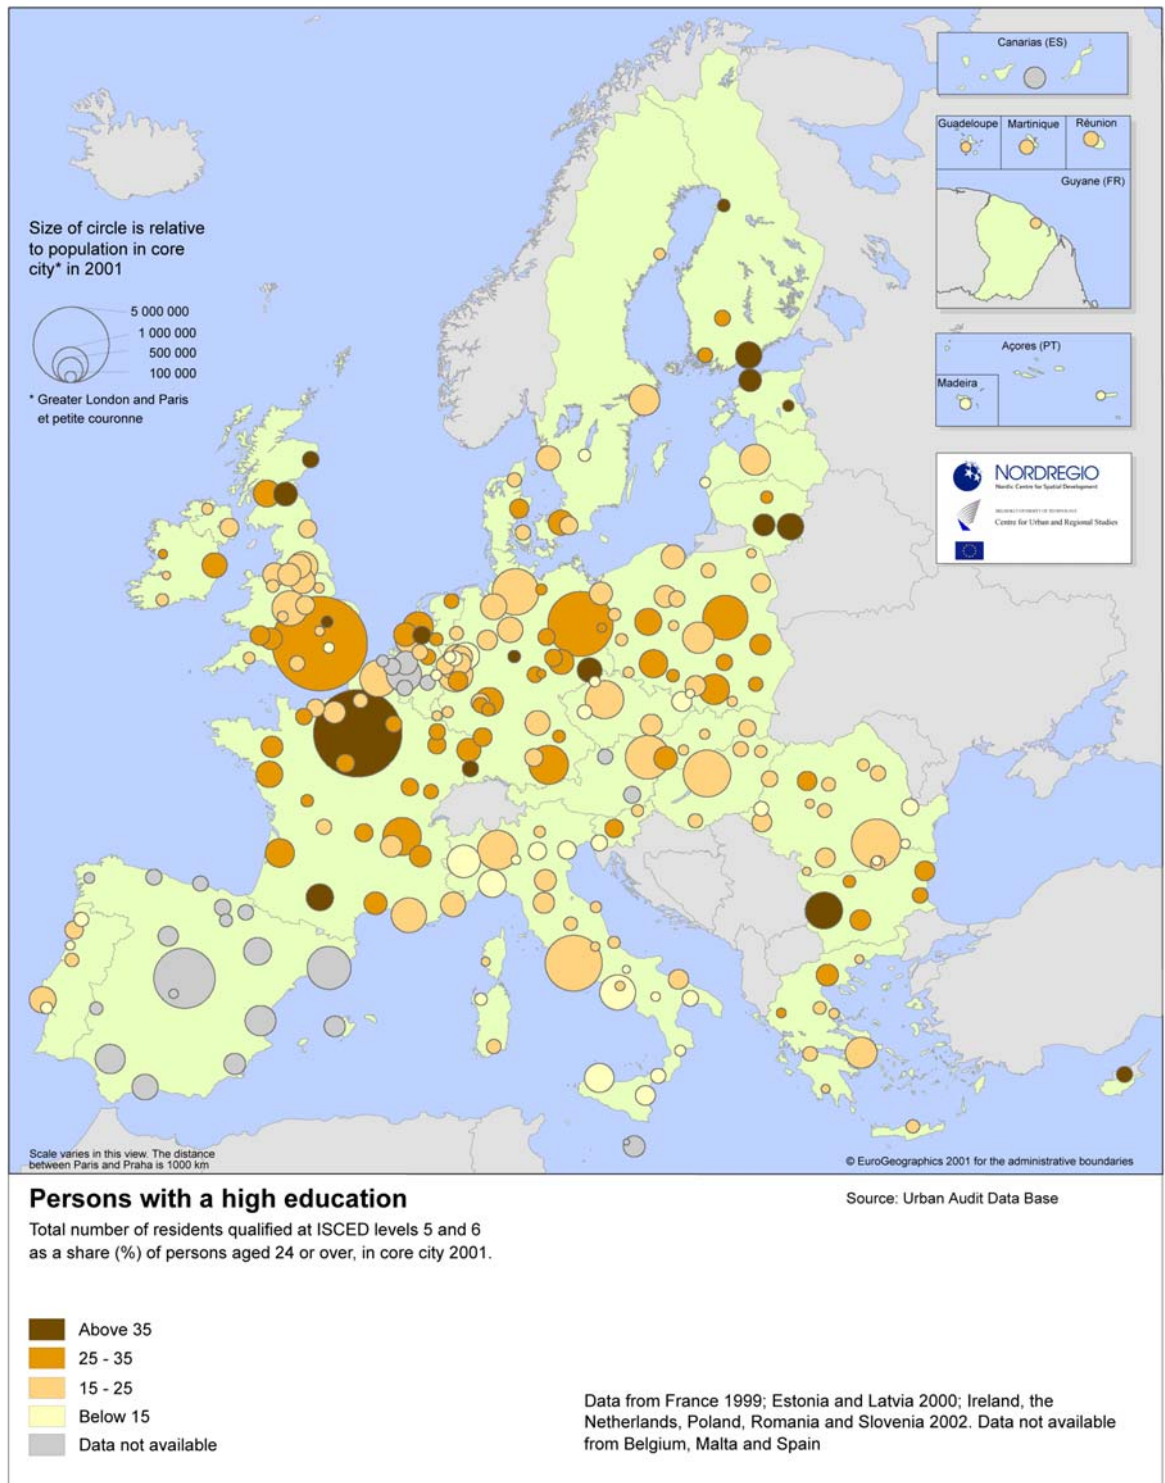 Canarias (ES)
Guadeloupe
Martinique
Réunion
Guyane (FR)
Size of circle is relative
to population in core
city* in 2001
5 000 000
1 000 000
500 000
100 000
* Greater London and Paris
et petite couronne
Açores (PT)
Madeira
NORDREGIO
Nordic Centre for Spatial Development
Centre for Urban and Regional Studies
Scale varies in this view. The distance
between Paris and Praha is 1000 km
© EuroGeographics 2001 for the administrative boundaries
Persons with a high education
Source: Urban Audit Data Base
Total number of residents qualified at ISCED levels 5 and 6
as a share (%) of persons aged 24 or over, in core city 2001.
Above 35
25 - 35
15 - 25
Below 15
Data not available
Data from France 1999; Estonia and Latvia 2000; Ireland, the
Netherlands, Poland, Romania and Slovenia 2002. Data not available
from Belgium, Malta and Spain